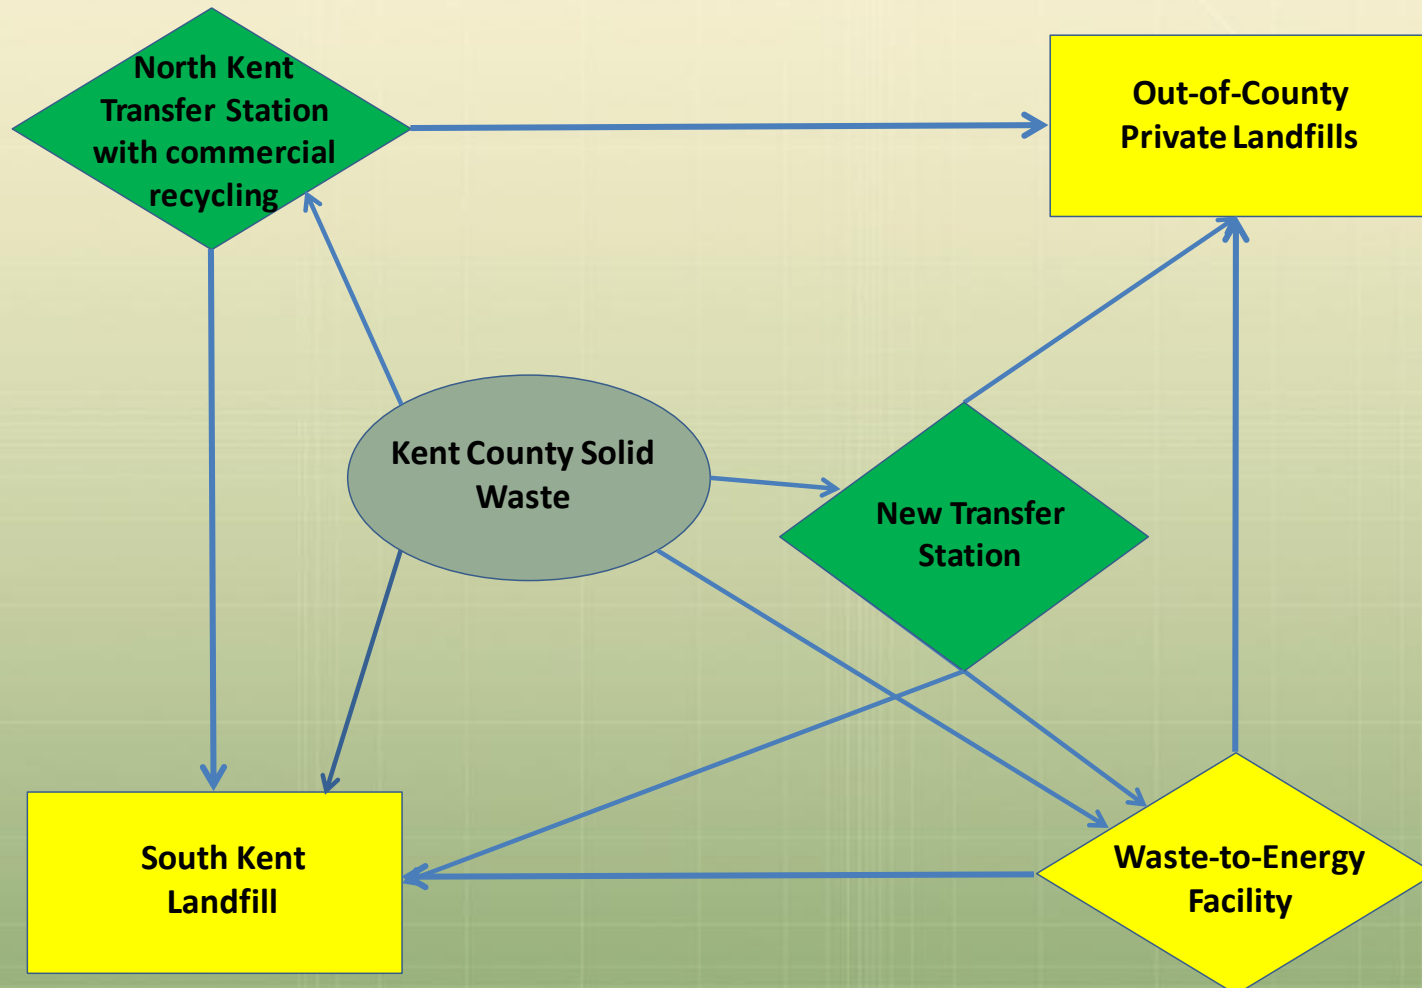 North Kent
Transfer Station
with commercial
recycling
Out-of-County
Private Landfills
Kent County Solid
Waste
New Transfer
Station
South Kent
Landfill
Waste-to-Energy
Facility